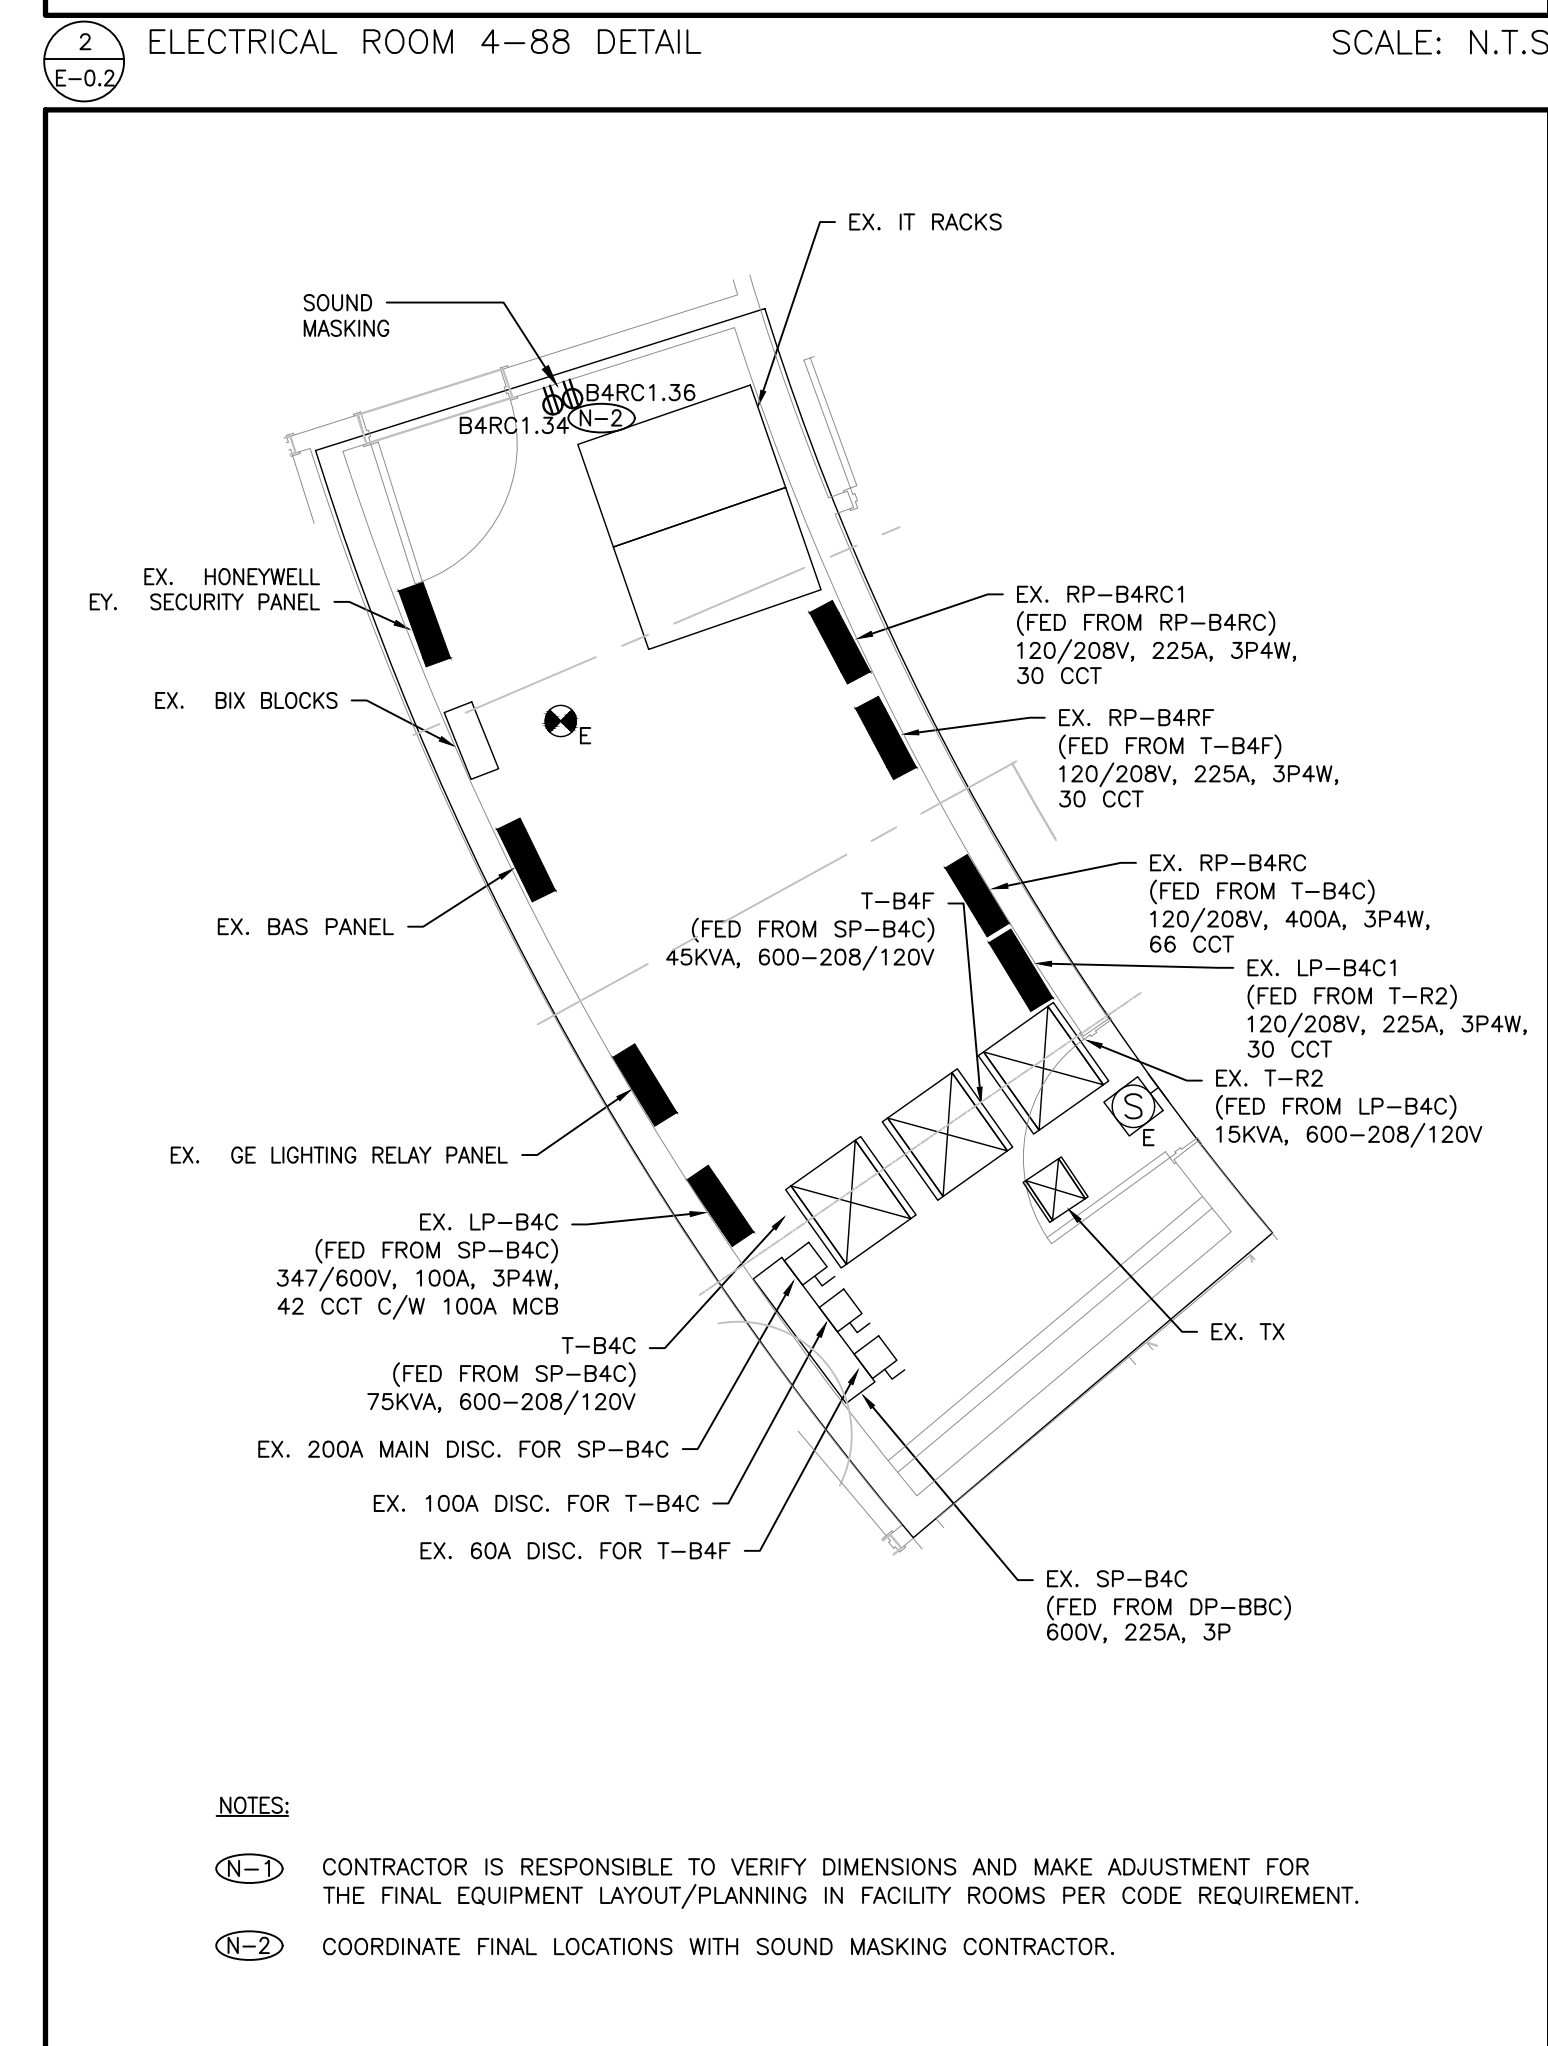 2
E-0.2
ELECTRICAL ROOM 4-88 DETAIL
SCALE: N.T.S
EX. IT RACKS
SOUND
MASKING
B4RC1.36
B4RC1.34
N-2
EX. HONEYWELL
EY. SECURITY PANEL
EX. RP-B4RC1
(FED FROM RP-B4RC)
120/208V, 225A, 3P4W,
30 CCT
EX. BIX BLOCKS
E
EX. RP-B4RF
(FED FROM T-B4F)
120/208V, 225A, 3P4W,
30 CCT
EX. RP-B4RC
(FED FROM T-B4C)
120/208V, 400A, 3P4W,
66 CCT
T-B4F
(FED FROM SP-B4C)
45KVA, 600-208/120V
EX. BAS PANEL
EX. LP-B4C1
(FED FROM T-R2)
120/208V, 225A, 3P4W,
30 CCT
EX. T-R2
(FED FROM LP-B4C)
15KVA, 600-208/120V
S
E
EX. GE LIGHTING RELAY PANEL
EX. LP-B4C
(FED FROM SP-B4C)
347/600V, 100A, 3P4W,
42 CCT C/W 100A MCB
EX. TX
T-B4C
(FED FROM SP-B4C)
75KVA, 600-208/120V
EX. 200A MAIN DISC. FOR SP-B4C
EX. 100A DISC. FOR T-B4C
EX. 60A DISC. FOR T-B4F
EX. SP-B4C
(FED FROM DP-BBC)
600V, 225A, 3P
NOTES:
N-1 CONTRACTOR IS RESPONSIBLE TO VERIFY DIMENSIONS AND MAKE ADJUSTMENT FOR
THE FINAL EQUIPMENT LAYOUT/PLANNING IN FACILITY ROOMS PER CODE REQUIREMENT.
N-2 COORDINATE FINAL LOCATIONS WITH SOUND MASKING CONTRACTOR.